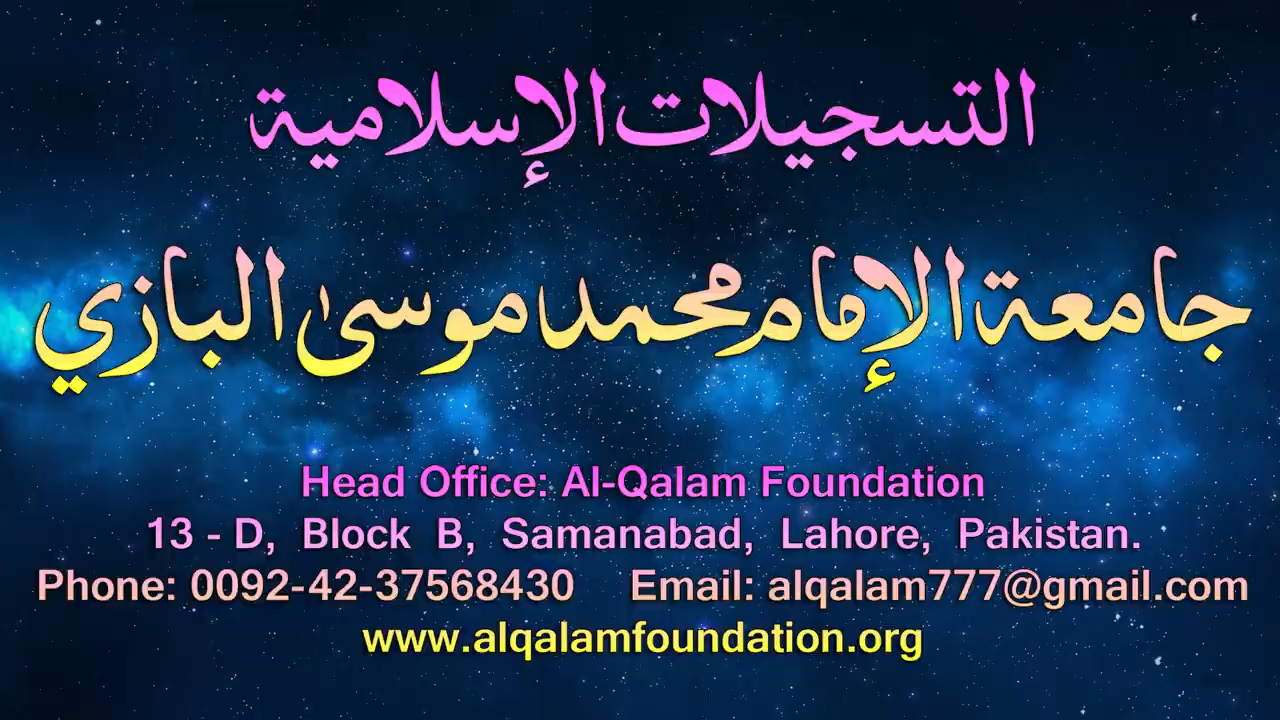 التسجيلات الإسلامية
جامعة الإمام محمد موسىٰ البازي
Head Office: Al-Qalam Foundation
13 - D, Block B, Samanabad, Lahore, Pakistan.
Phone: 0092-42-37568430 Email: alqalam777@gmail.com
www.alqalamfoundation.org